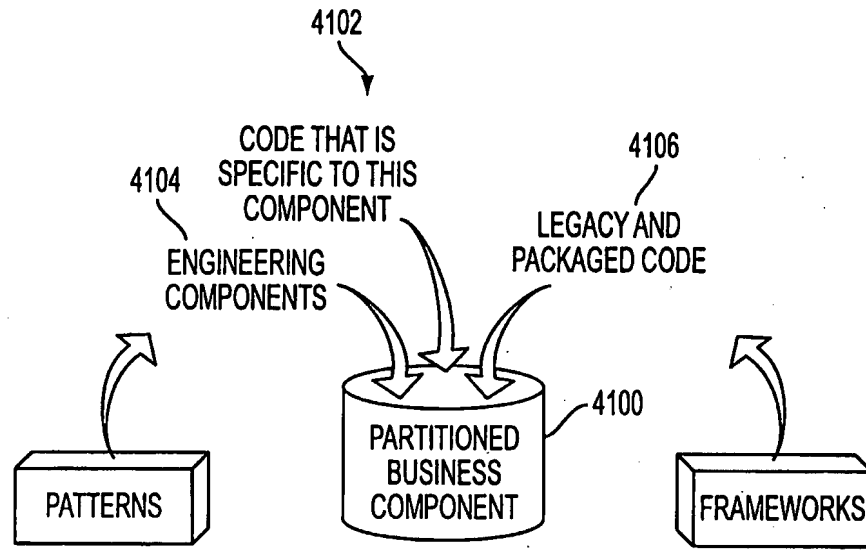 4102
CODE THAT IS
SPECIFIC TO THIS
COMPONENT
4104
ENGINEERING
COMPONENTS
4106
LEGACY AND
PACKAGED CODE
4100
PARTITIONED
BUSINESS
COMPONENT
PATTERNS
FRAMEWORKS